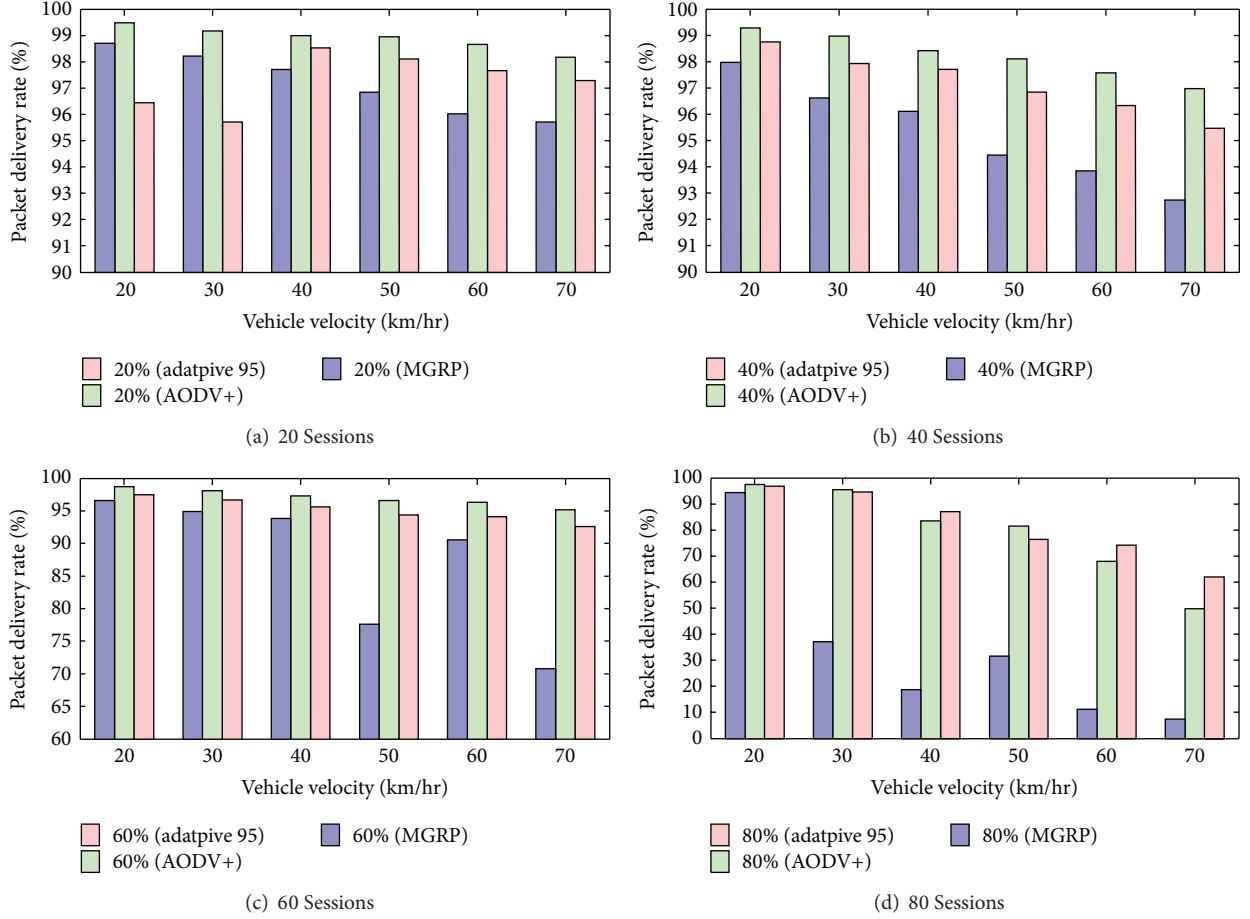 100
99
98
97
96
95
94
93
92
91
90
Packet delivery rate (%)
20 30 40 50 60 70
Vehicle velocity (km/hr)
20% (adatpive 95) 20% (MGRP)
20% (AODV+)
(a) 20 Sessions
100
99
98
97
96
95
94
93
92
91
90
Packet delivery rate (%)
20 30 40 50 60 70
Vehicle velocity (km/hr)
40% (adatpive 95) 40% (MGRP)
40% (AODV+)
(b) 40 Sessions
100
95
90
85
80
75
70
65
60
Packet delivery rate (%)
20 30 40 50 60 70
Vehicle velocity (km/hr)
60% (adatpive 95) 60% (MGRP)
60% (AODV+)
(c) 60 Sessions
100
90
80
70
60
50
40
30
20
10
0
Packet delivery rate (%)
20 30 40 50 60 70
Vehicle velocity (km/hr)
80% (adatpive 95) 80% (MGRP)
80% (AODV+)
(d) 80 Sessions